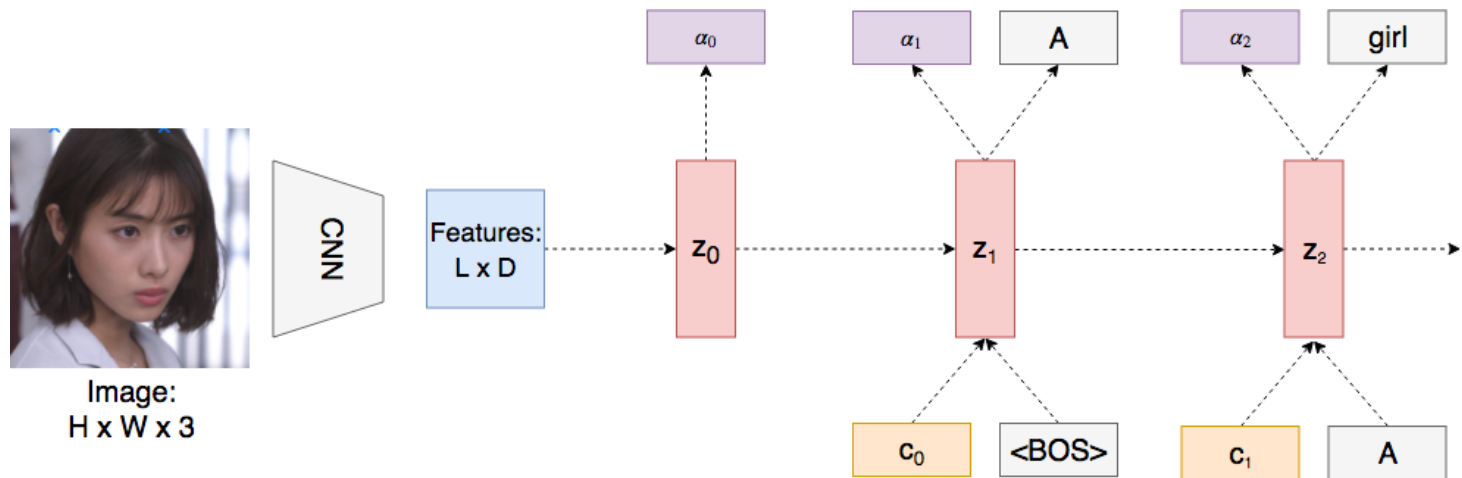 α₀
α₁
A
α₂
girl
CNN
Features:
L x D
z₀
z₁
z₂
Image:
H x W x 3
c₀
<BOS>
c₁
A